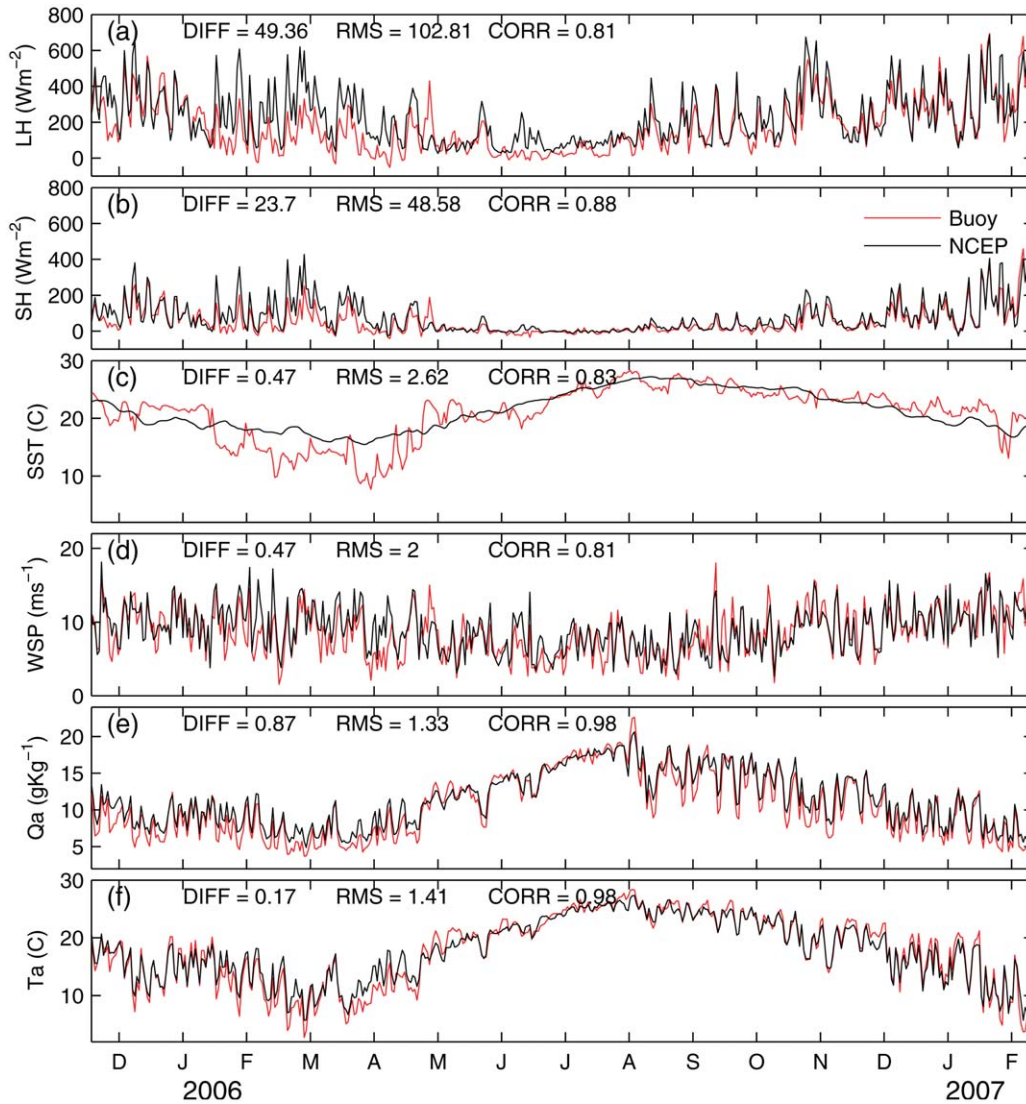 (a) DIFF = 49.36 RMS = 102.81 CORR = 0.81
800
600
400
200
0
LH (Wm⁻²)
(b) DIFF = 23.7 RMS = 48.58 CORR = 0.88
800
600
400
200
0
SH (Wm⁻²)
Buoy
NCEP
(c) DIFF = 0.47 RMS = 2.62 CORR = 0.83
30
20
10
SST (C)
(d) DIFF = 0.47 RMS = 2 CORR = 0.81
20
10
0
WSP (ms⁻¹)
(e) DIFF = 0.87 RMS = 1.33 CORR = 0.98
20
15
10
5
Qa (gKg⁻¹)
(f) DIFF = 0.17 RMS = 1.41 CORR = 0.98
30
20
10
Ta (C)
D J F M A M J J A S O N D J F
2006 2007